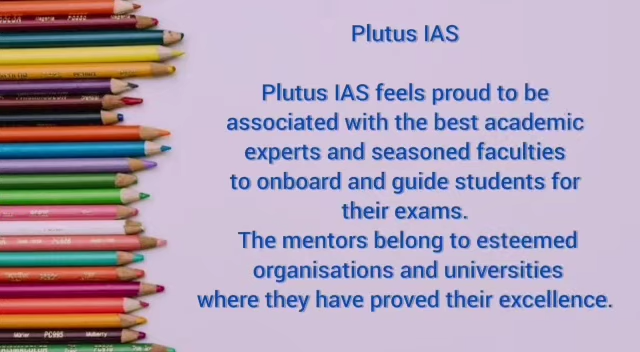 Plutus IAS
Plutus IAS feels proud to be
associated with the best academic
experts and seasoned faculties
to onboard and guide students for
their exams.
The mentors belong to esteemed
organisations and universities
where they have proved their excellence.
PC995
Mulberry